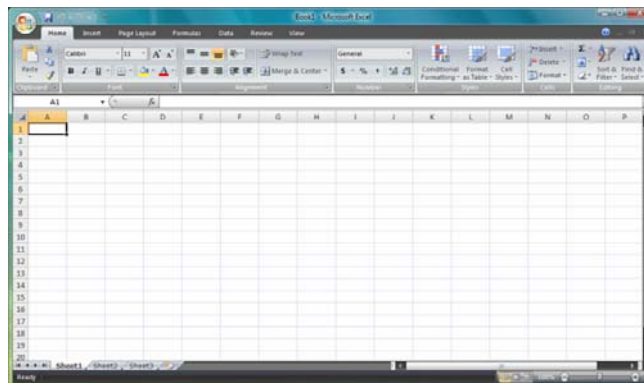 Book1 - Microsoft Excel
Home Insert Page Layout Formulas Data Review View
Paste Calibri 11 A A Wrap Text General Conditional Formatting Format as Table Cell Styles Insert Delete Format Σ Sort & Filter Find & Select
B I U Merge & Center $ % ,
Clipboard Font Alignment Number Styles Cells Editing
A1 fx
A B C D E F G H I J K L M N O P
1
2
3
4
5
6
7
8
9
10
11
12
13
14
15
16
17
18
19
20
Sheet1 Sheet2 Sheet3
Ready 100%